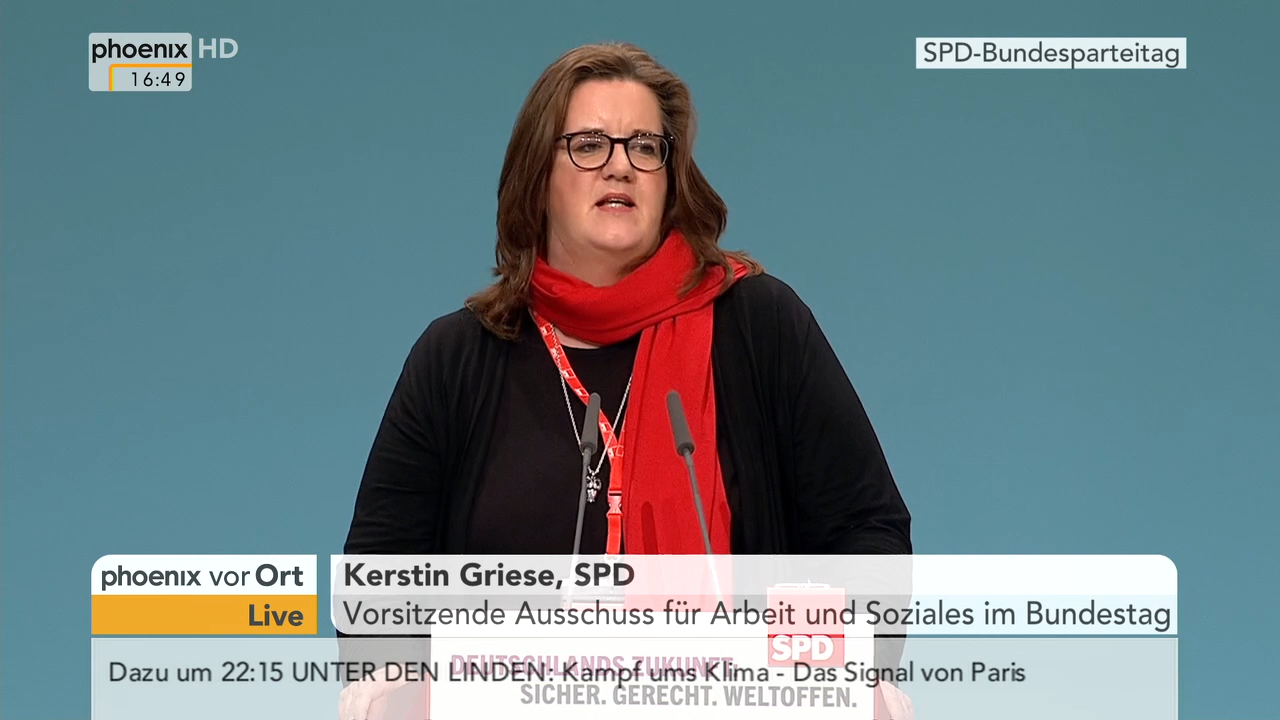 phoenix HD
16:49
SPD-Bundesparteitag
phoenix vor Ort
Live
Kerstin Griese, SPD
Vorsitzende Ausschuss für Arbeit und Soziales im Bundestag
SPD
DEUTSCHLANDS ZUKUNFT:
SICHER. GERECHT. WELTOFFEN.
Dazu um 22:15 UNTER DEN LINDEN: Kampf ums Klima - Das Signal von Paris